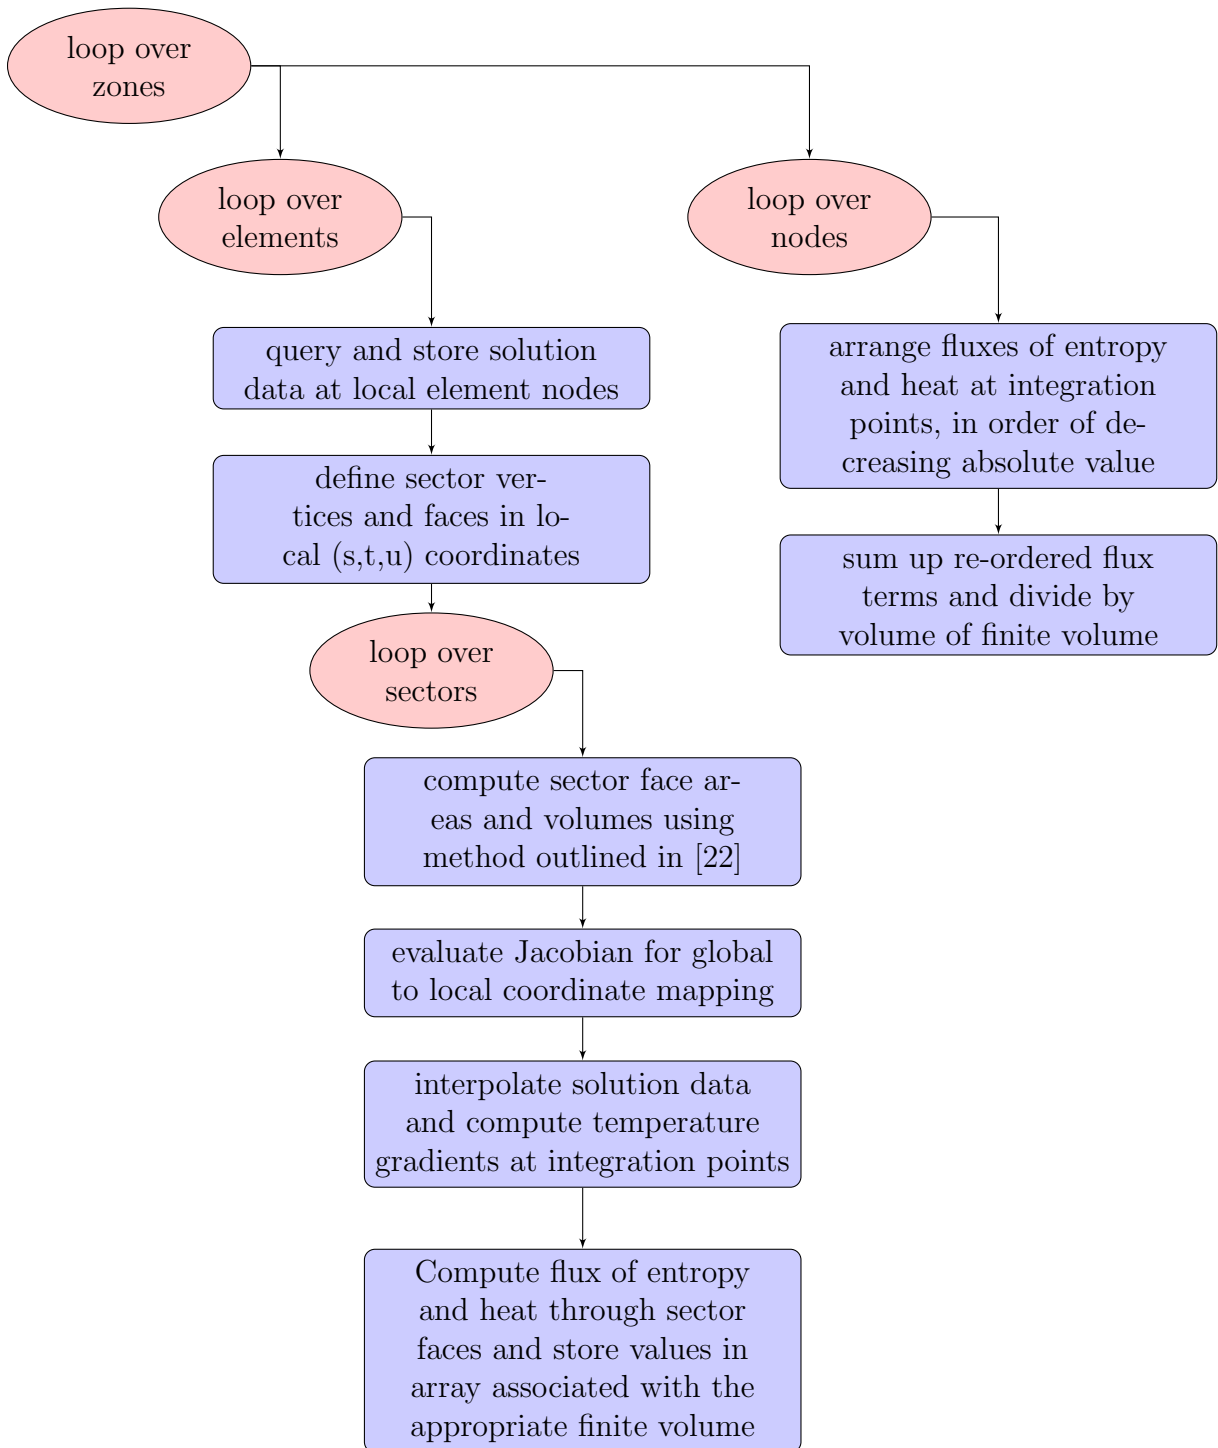 loop over
zones
loop over
elements
loop over
nodes
query and store solution
data at local element nodes
define sector ver-
tices and faces in lo-
cal (s,t,u) coordinates
loop over
sectors
compute sector face ar-
eas and volumes using
method outlined in [22]
evaluate Jacobian for global
to local coordinate mapping
interpolate solution data
and compute temperature
gradients at integration points
Compute flux of entropy
and heat through sector
faces and store values in
array associated with the
appropriate finite volume
arrange fluxes of entropy
and heat at integration
points, in order of de-
creasing absolute value
sum up re-ordered flux
terms and divide by
volume of finite volume